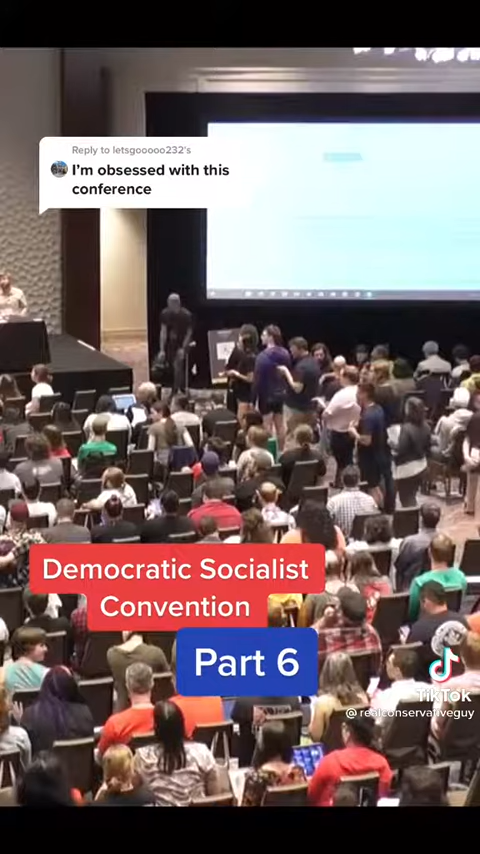 Reply to letsgooooo232's
I'm obsessed with this
conference
Democratic Socialist
Convention
Part 6
TikTok
@realconservativeguy